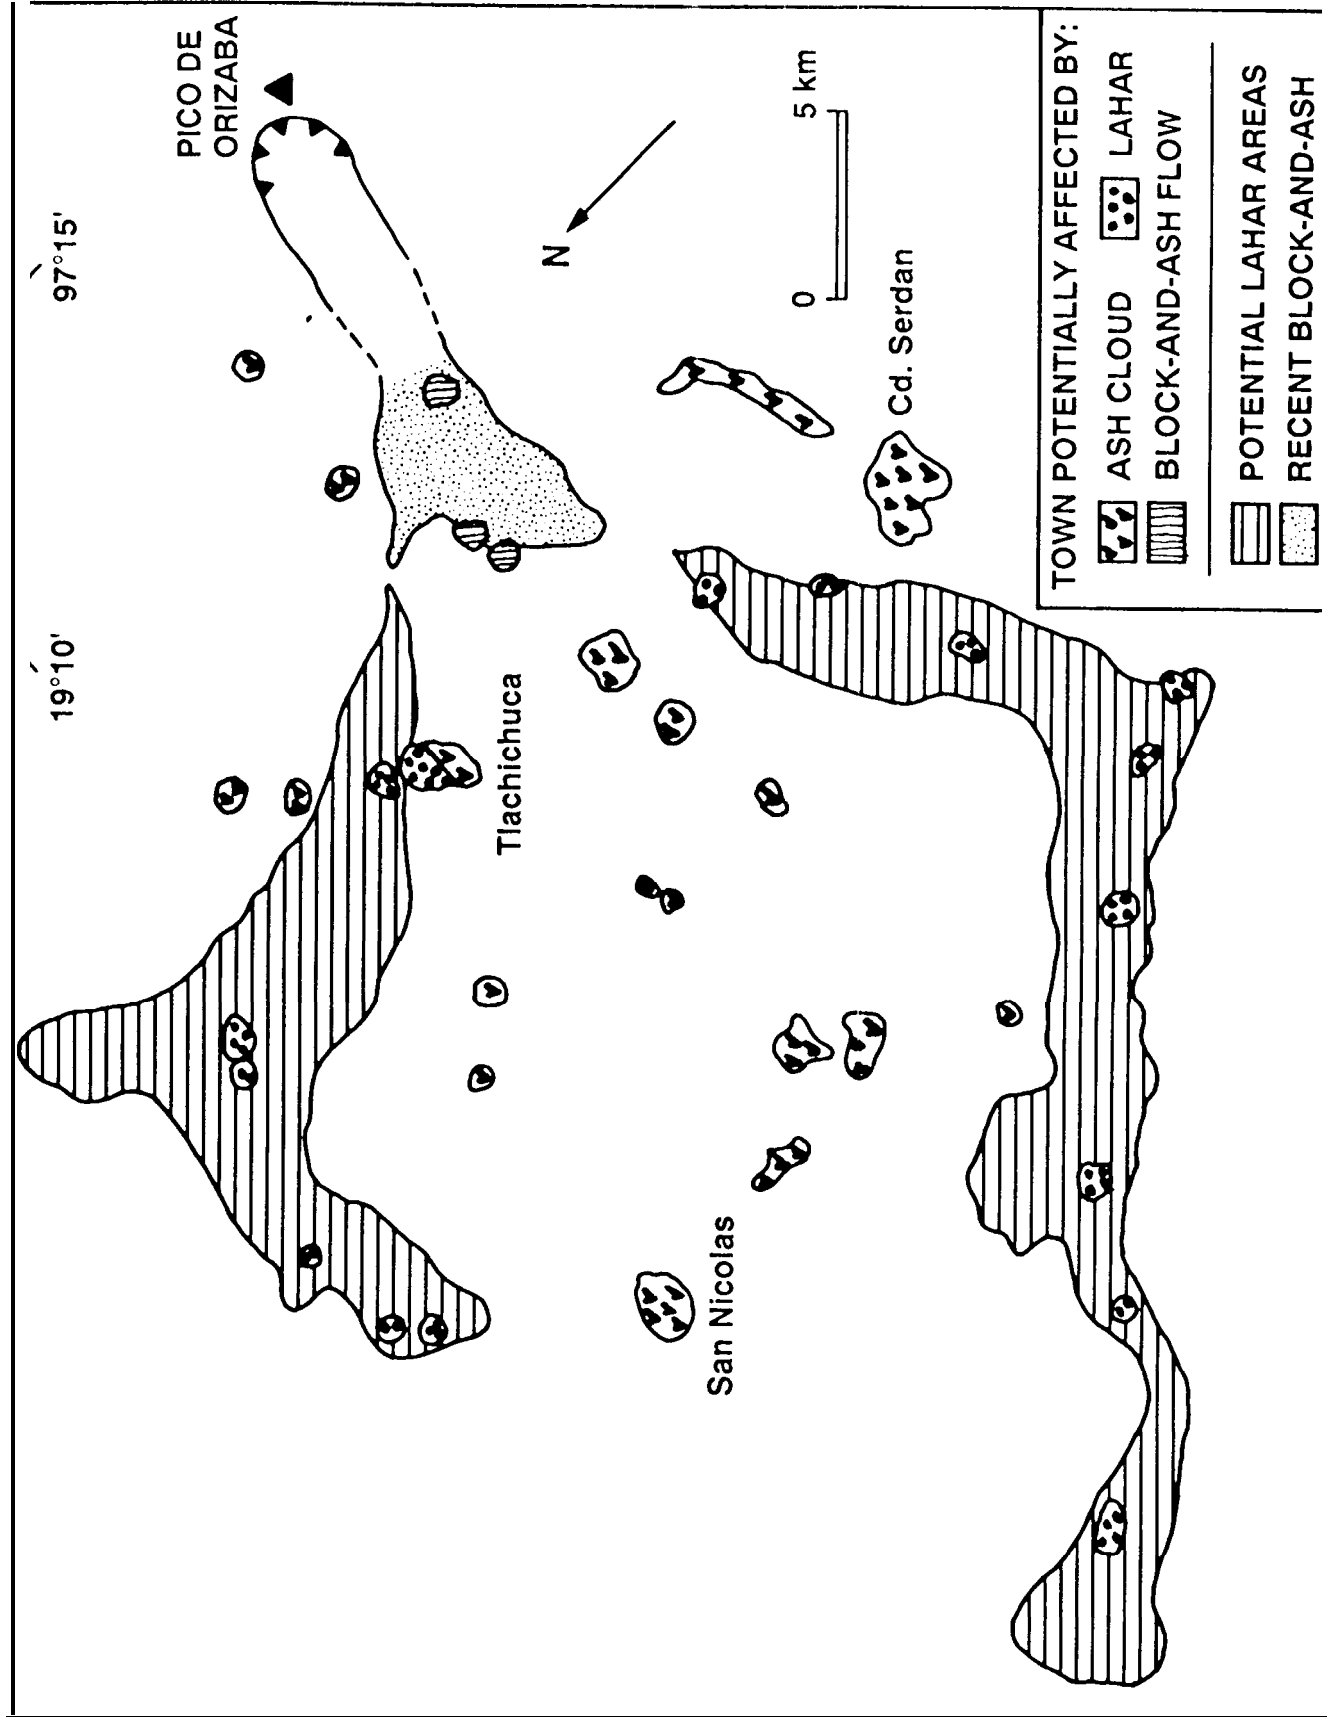 PICO DE
ORIZABA
97°15'
19°10'
N
0
5 km
Cd. Serdan
Tlachichuca
San Nicolas
TOWN POTENTIALLY AFFECTED BY:
ASH CLOUD
LAHAR
BLOCK-AND-ASH FLOW
POTENTIAL LAHAR AREAS
RECENT BLOCK-AND-ASH